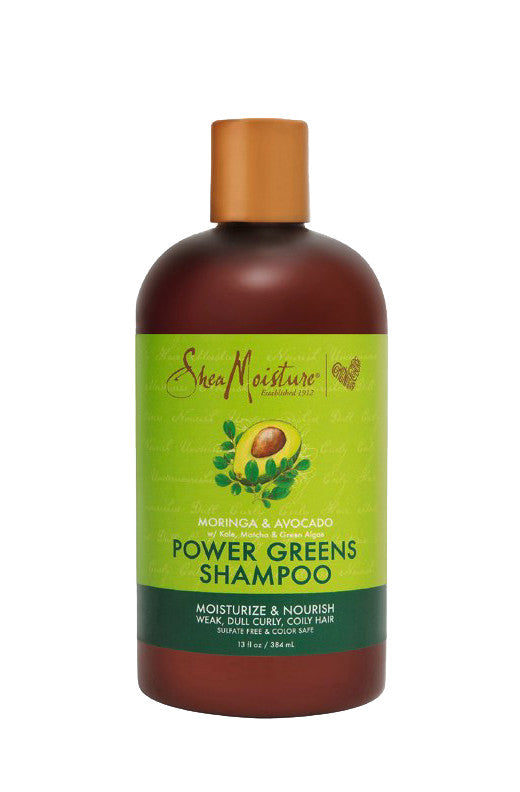 SheaMoisture®
Established 1912
MORINGA & AVOCADO
w/ Kale, Matcha & Green Algae
POWER GREENS
SHAMPOO
MOISTURIZE & NOURISH
WEAK, DULL CURLY, COILY HAIR
SULFATE FREE & COLOR SAFE
13 fl oz / 384 mL